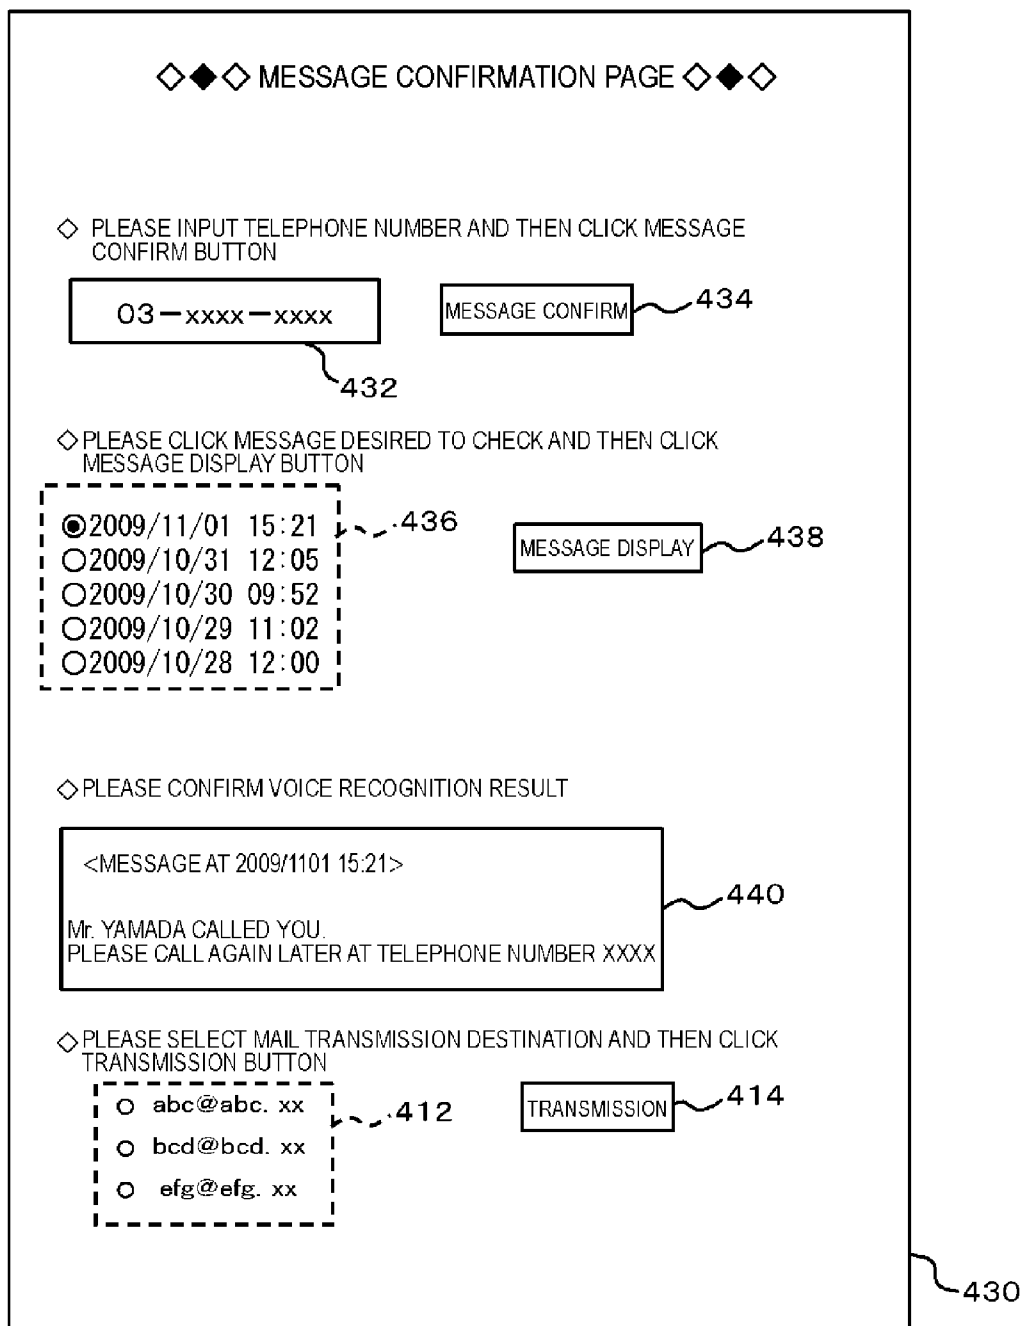 ◇◆◇ MESSAGE CONFIRMATION PAGE ◇◆◇
◇ PLEASE INPUT TELEPHONE NUMBER AND THEN CLICK MESSAGE
CONFIRM BUTTON
03-xxxx-xxxx
MESSAGE CONFIRM
434
432
◇ PLEASE CLICK MESSAGE DESIRED TO CHECK AND THEN CLICK
MESSAGE DISPLAY BUTTON
2009/11/01 15:21
2009/10/31 12:05
2009/10/30 09:52
2009/10/29 11:02
2009/10/28 12:00
436
MESSAGE DISPLAY
438
◇ PLEASE CONFIRM VOICE RECOGNITION RESULT
<MESSAGE AT 2009/1101 15:21>
Mr. YAMADA CALLED YOU.
PLEASE CALL AGAIN LATER AT TELEPHONE NUMBER XXXX
440
◇ PLEASE SELECT MAIL TRANSMISSION DESTINATION AND THEN CLICK
TRANSMISSION BUTTON
abc@abc. xx
bcd@bcd. xx
efg@efg. xx
412
TRANSMISSION
414
430